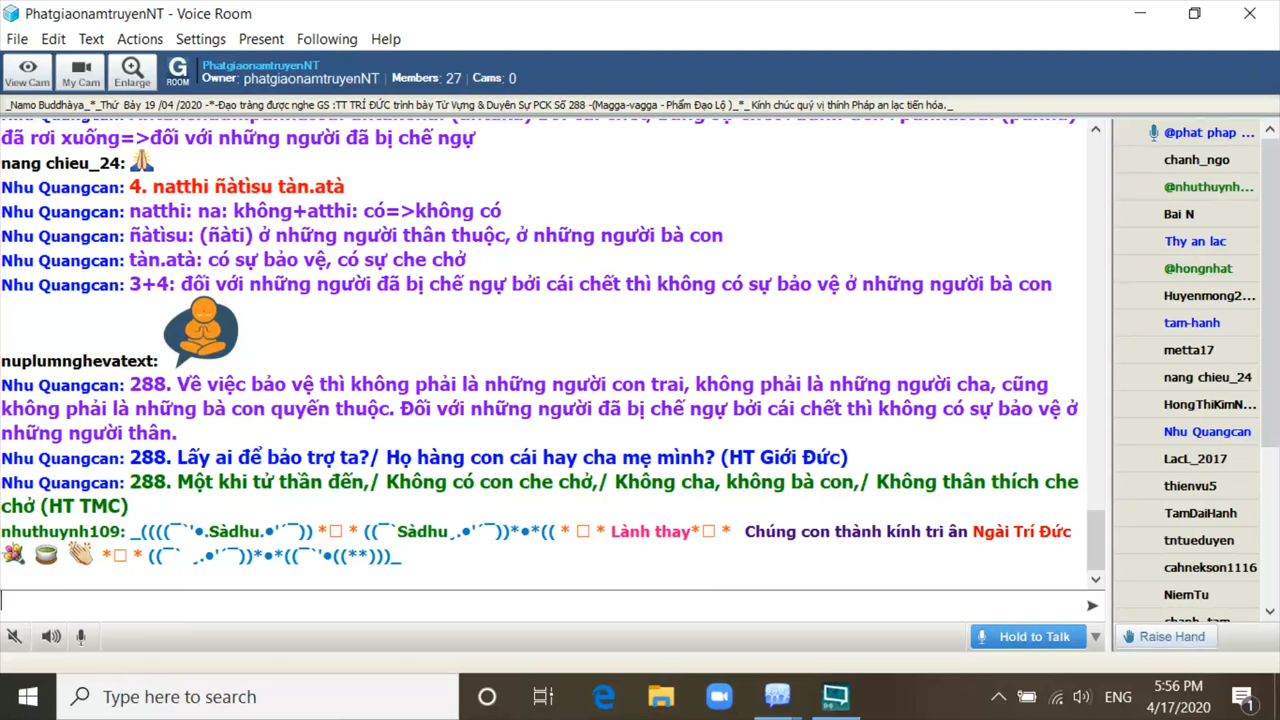 PhatgiaonamtruyenNT - Voice Room
File Edit Text Actions Settings Present Following Help
View Cam My Cam Enlarge G ROOM
PhatgiaonamtruyenNT
Owner: phatgiaonamtruyenNT Members: 27 Cams: 0
_Namo Buddhàya_*_Thứ Bảy 19 /04 /2020 -*-Đạo tràng được nghe GS :TT TRÍ ĐỨC trình bày Từ Vựng & Duyên Sự PCK Số 288 -(Magga-vagga - Phẩm Đạo Lộ )_*_ Kính chúc quý vị thính Pháp an lạc tiến hóa._
đã rơi xuống=>đối với những người đã bị chế ngự
nang chieu_24:
Nhu Quangcan: 4. natthi ñàtìsu tàn.atà
Nhu Quangcan: natthi: na: không+atthi: có=>không có
Nhu Quangcan: ñàtìsu: (ñàti) ở những người thân thuộc, ở những người bà con
Nhu Quangcan: tàn.atà: có sự bảo vệ, có sự che chở
Nhu Quangcan: 3+4: đối với những người đã bị chế ngự bởi cái chết thì không có sự bảo vệ ở những người bà con
nuplumnghevatext:
Nhu Quangcan: 288. Về việc bảo vệ thì không phải là những người con trai, không phải là những người cha, cũng
không phải là những bà con quyến thuộc. Đối với những người đã bị chế ngự bởi cái chết thì không có sự bảo vệ ở
những người thân.
Nhu Quangcan: 288. Lấy ai để bảo trợ ta?/ Họ hàng con cái hay cha mẹ mình? (HT Giới Đức)
Nhu Quangcan: 288. Một khi tử thần đến,/ Không có con che chở,/ Không cha, không bà con,/ Không thân thích che
chở (HT TMC)
nhuthuynh109: _((((¯`'•.Sàdhu.•'´¯)) *□ * ((¯`Sàdhu¸.•'´¯))*•*(( * □ * Lành thay*□ * Chúng con thành kính tri ân Ngài Trí Đức
*□ * ((¯` ¸.•'´¯))*•*((¯`'•((**)))_
@phat phap ...
chanh_ngo
@nhuthuynh...
Bai N
Thy an lac
@hongnhat
Huyenmong2...
tam-hanh
metta17
nang chieu_24
HongThiKimN...
Nhu Quangcan
LacL_2017
thienvu5
TamDaiHanh
tntueduyen
cahnekson1116
NiemTu
chanh_tam
Hold to Talk
Raise Hand
Type here to search
ENG
5:56 PM
4/17/2020
1